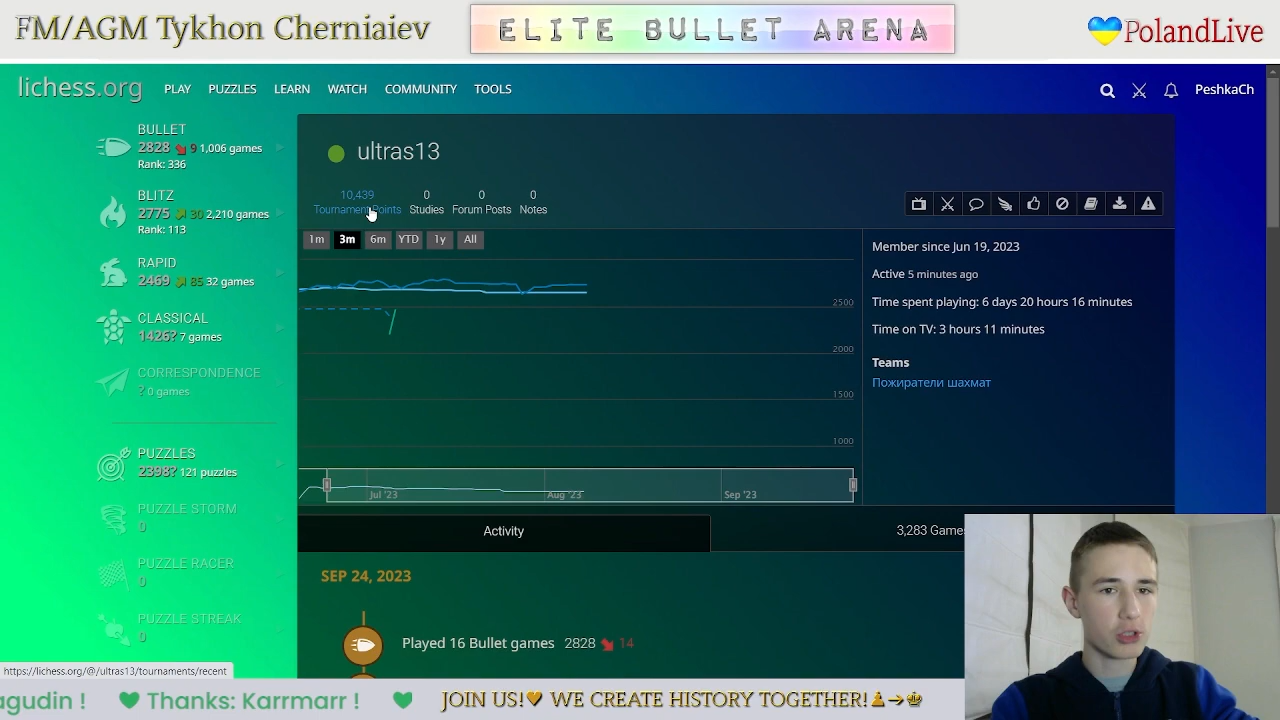 FM/AGM Tykhon Cherniaiev
ELITE BULLET ARENA
PolandLive
lichess.org
PLAY PUZZLES LEARN WATCH COMMUNITY TOOLS
PeshkaCh
BULLET
2828 9 1,006 games
Rank: 336
BLITZ
2775 30 2,210 games
Rank: 113
RAPID
2469 85 32 games
CLASSICAL
1426? 7 games
CORRESPONDENCE
? 0 games
PUZZLES
2398? 121 puzzles
PUZZLE STORM
0
PUZZLE RACER
0
PUZZLE STREAK
0
ultras13
10,439 0 0 0
Tournament Points Studies Forum Posts Notes
1m 3m 6m YTD 1y All
2500
2000
1500
1000
Jul '23 Aug '23 Sep '23
Member since Jun 19, 2023
Active 5 minutes ago
Time spent playing: 6 days 20 hours 16 minutes
Time on TV: 3 hours 11 minutes
Teams
Пожиратели шахмат
Activity
3,283 Games
SEP 24, 2023
Played 16 Bullet games 2828 14
https://lichess.org/@/ultras13/tournaments/recent
agudin ! Thanks: Karrmarr !
JOIN US! WE CREATE HISTORY TOGETHER!